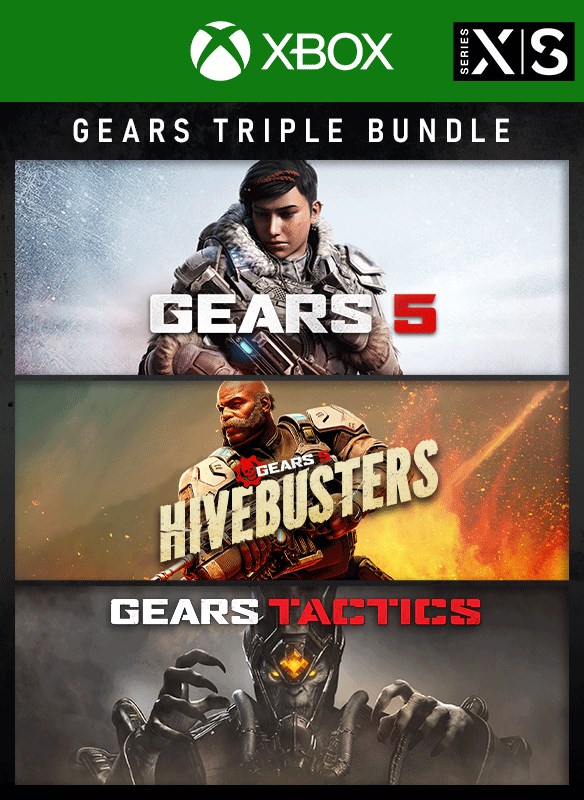 XBOX
SERIES X|S
GEARS TRIPLE BUNDLE
GEARS 5
GEARS 5
HIVEBUSTERS
GEARS TACTICS